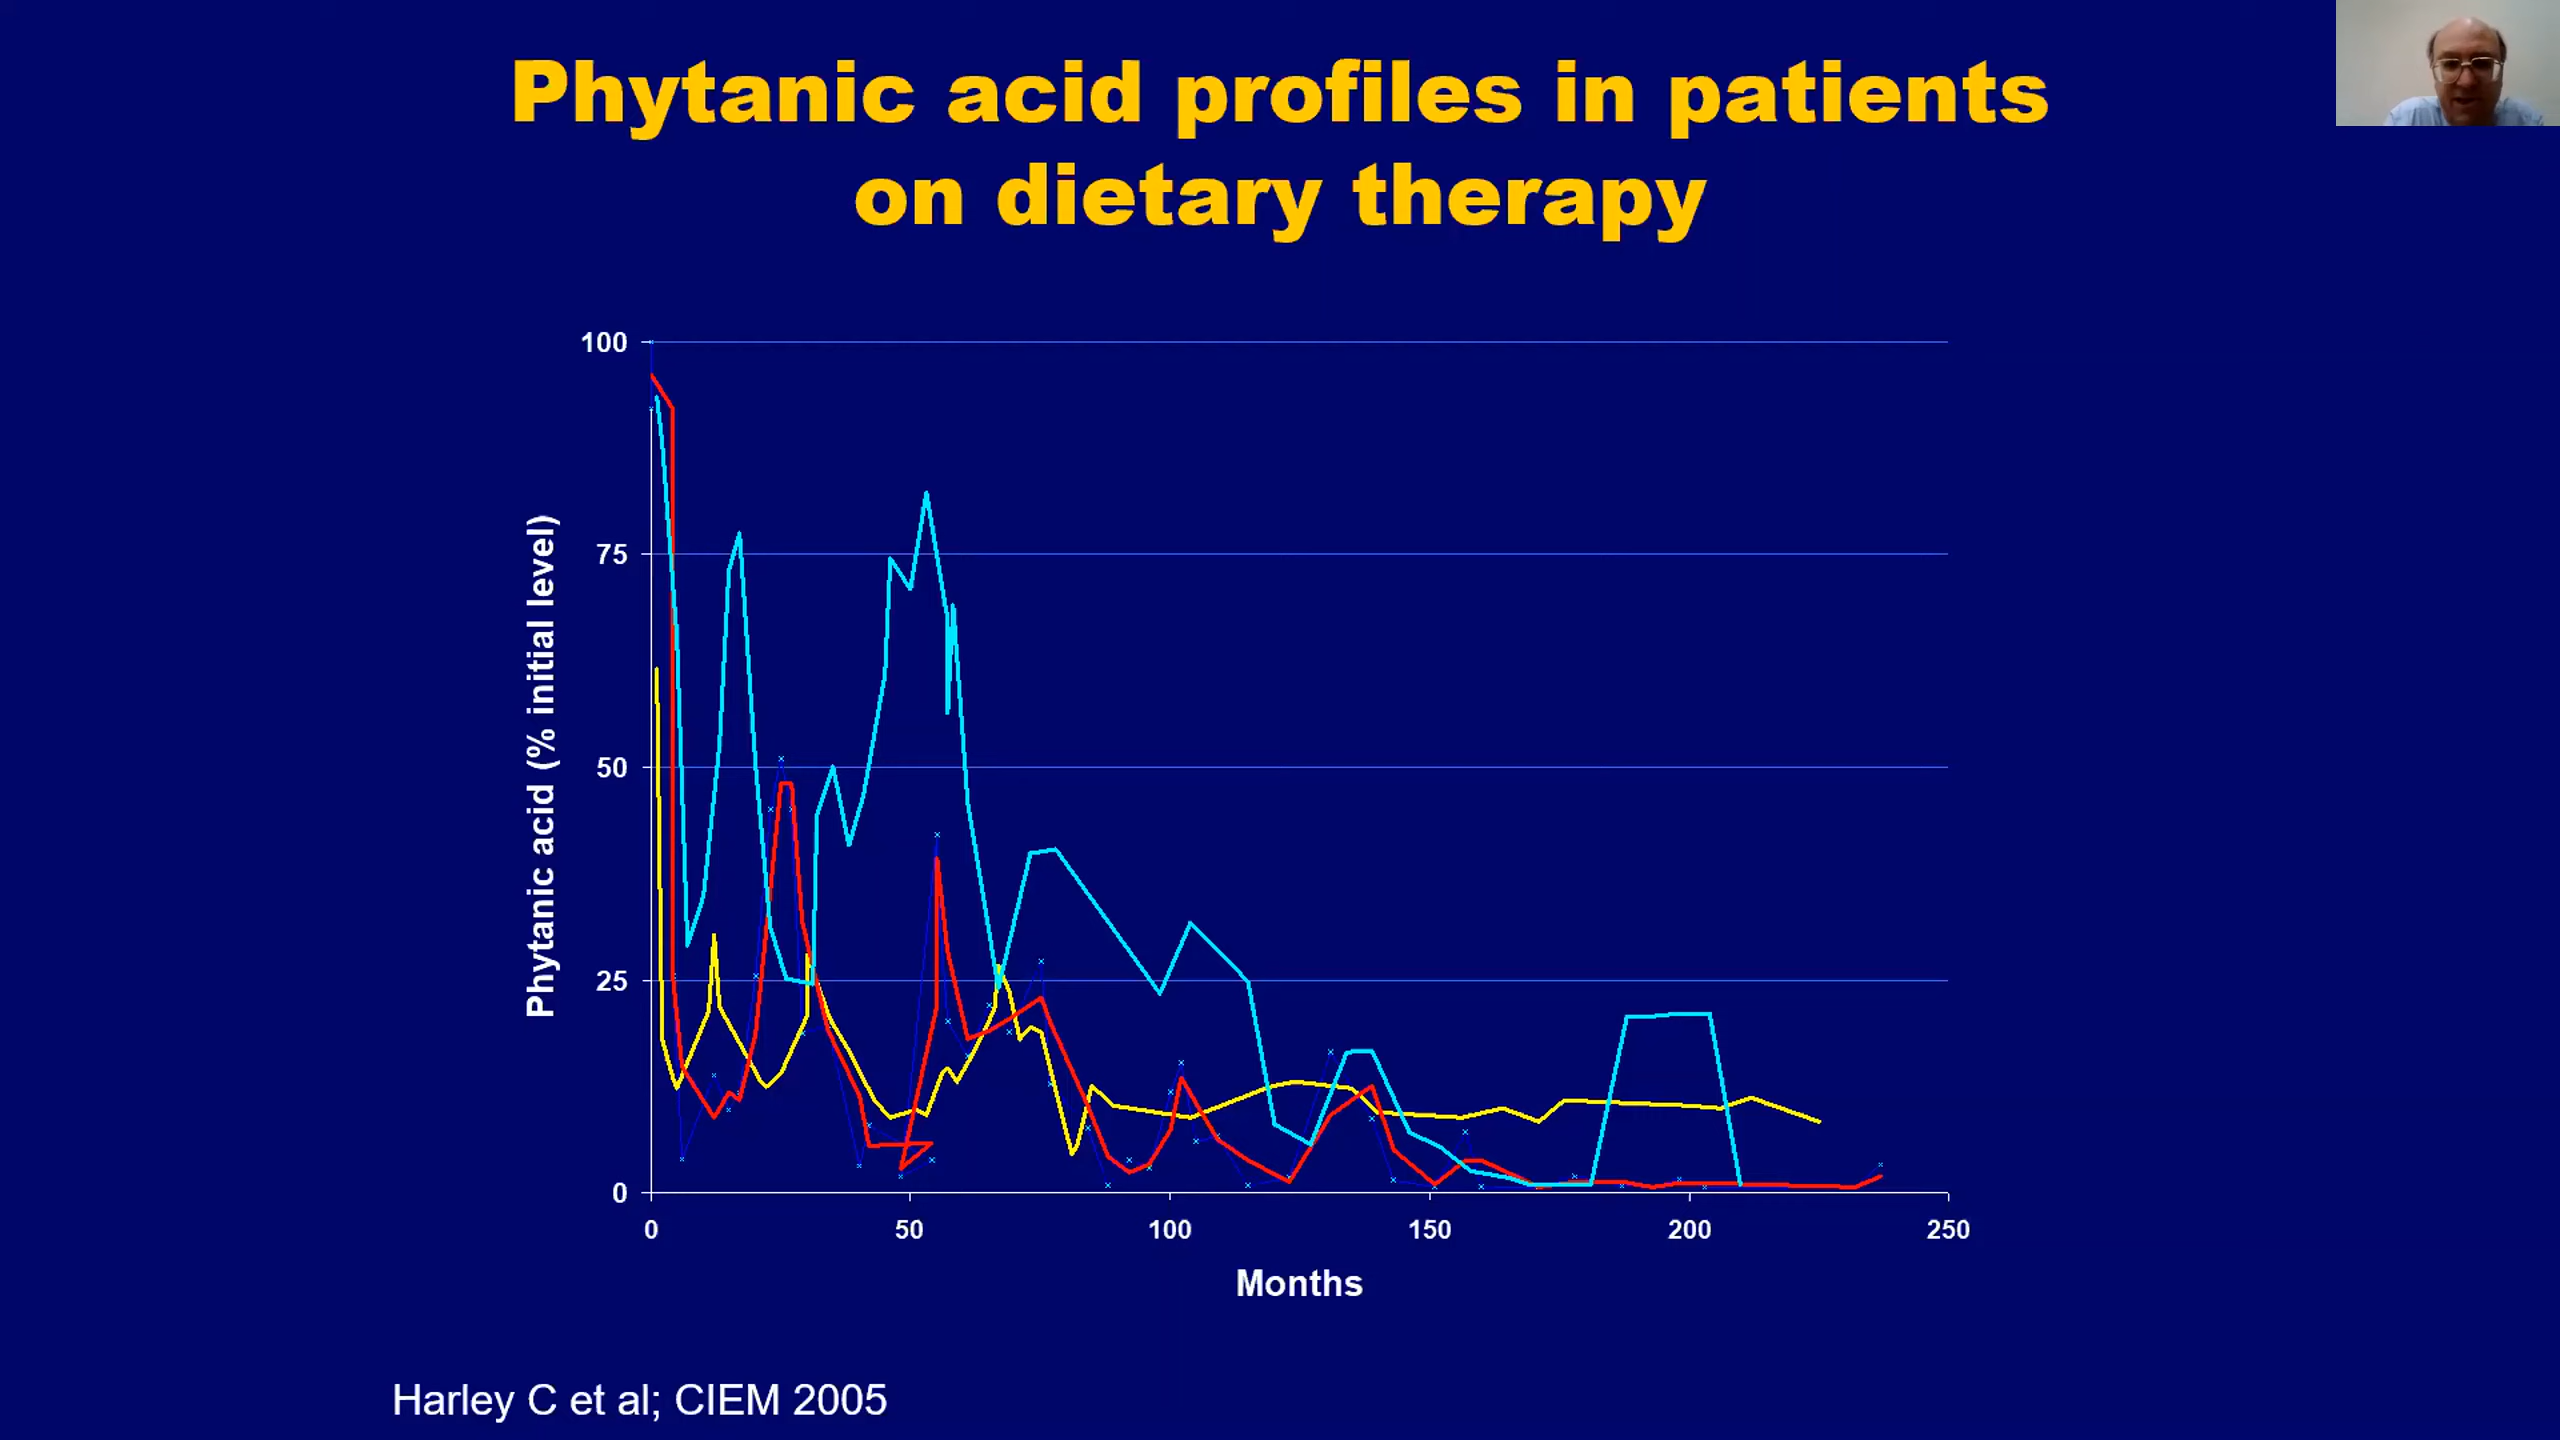 Phytanic acid profiles in patients
on dietary therapy
Phytanic acid (% initial level)
100
75
50
25
0
0 50 100 150 200 250
Months
Harley C et al; CIEM 2005